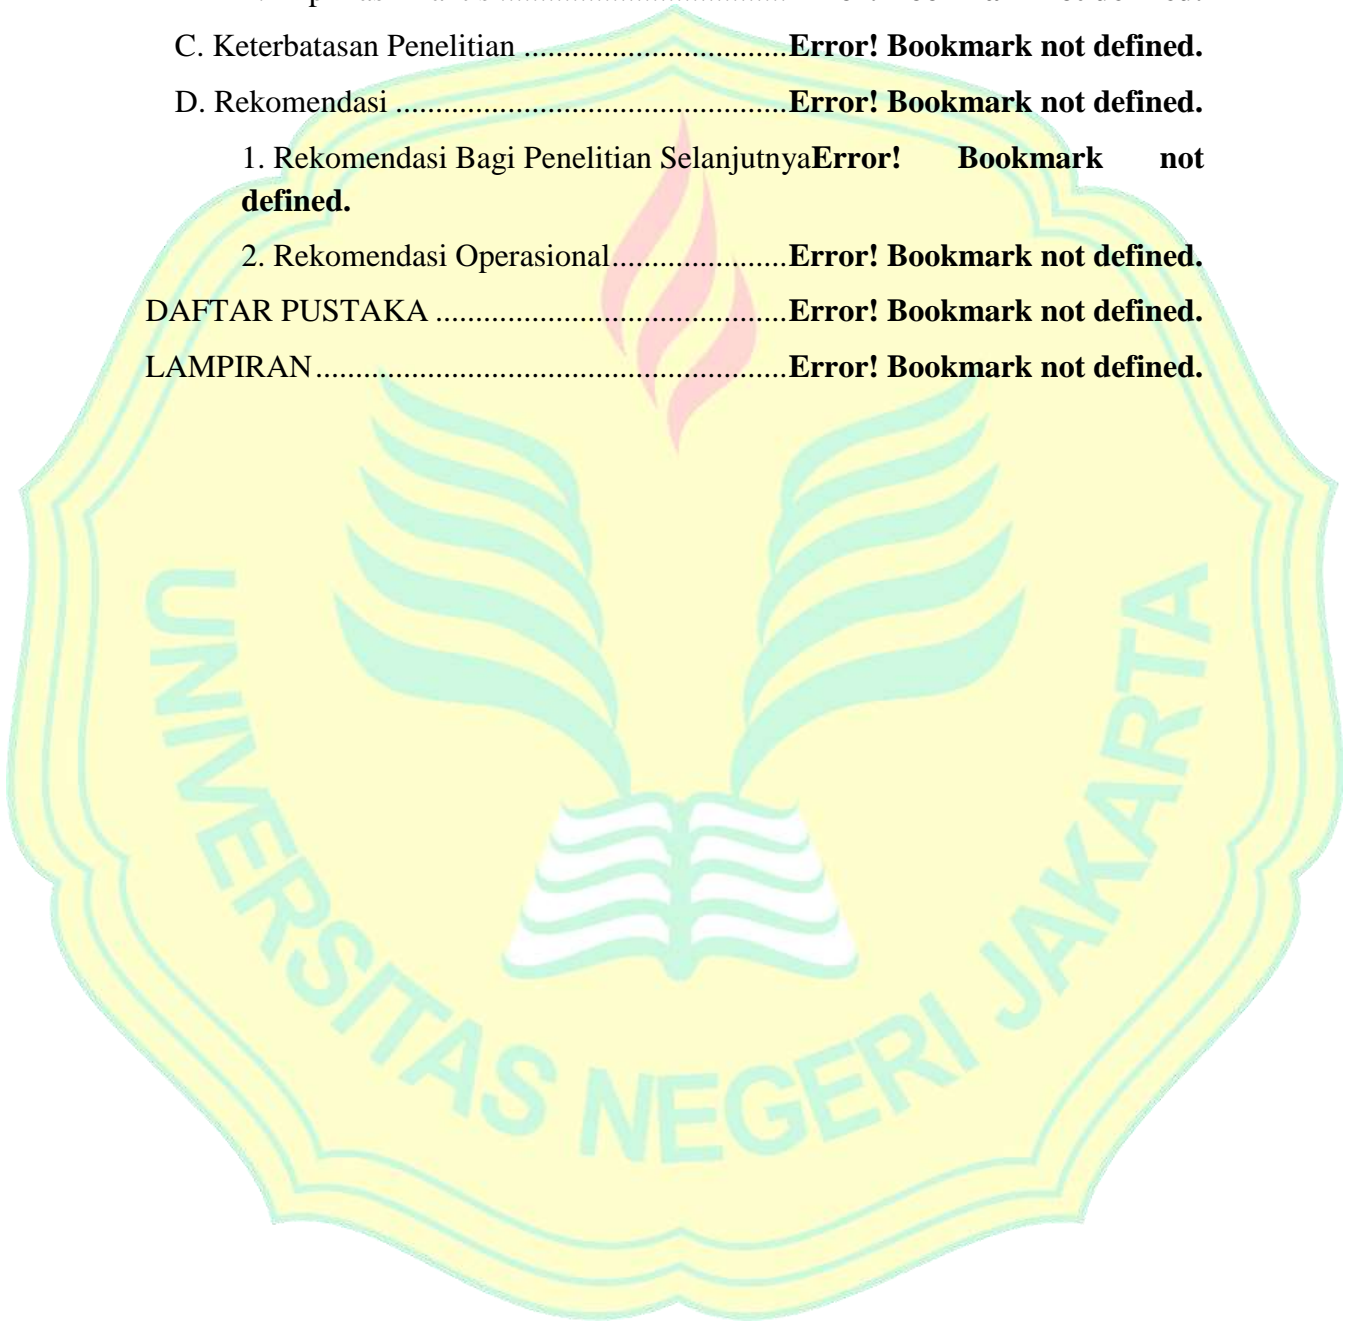 C. Keterbatasan Penelitian .................................Error! Bookmark not defined.
D. Rekomendasi .................................................Error! Bookmark not defined.
1. Rekomendasi Bagi Penelitian SelanjutnyaError! Bookmark not
defined.
2. Rekomendasi Operasional......................Error! Bookmark not defined.
DAFTAR PUSTAKA ............................................Error! Bookmark not defined.
LAMPIRAN...........................................................Error! Bookmark not defined.
UNIVERSITAS NEGERI JAKARTA